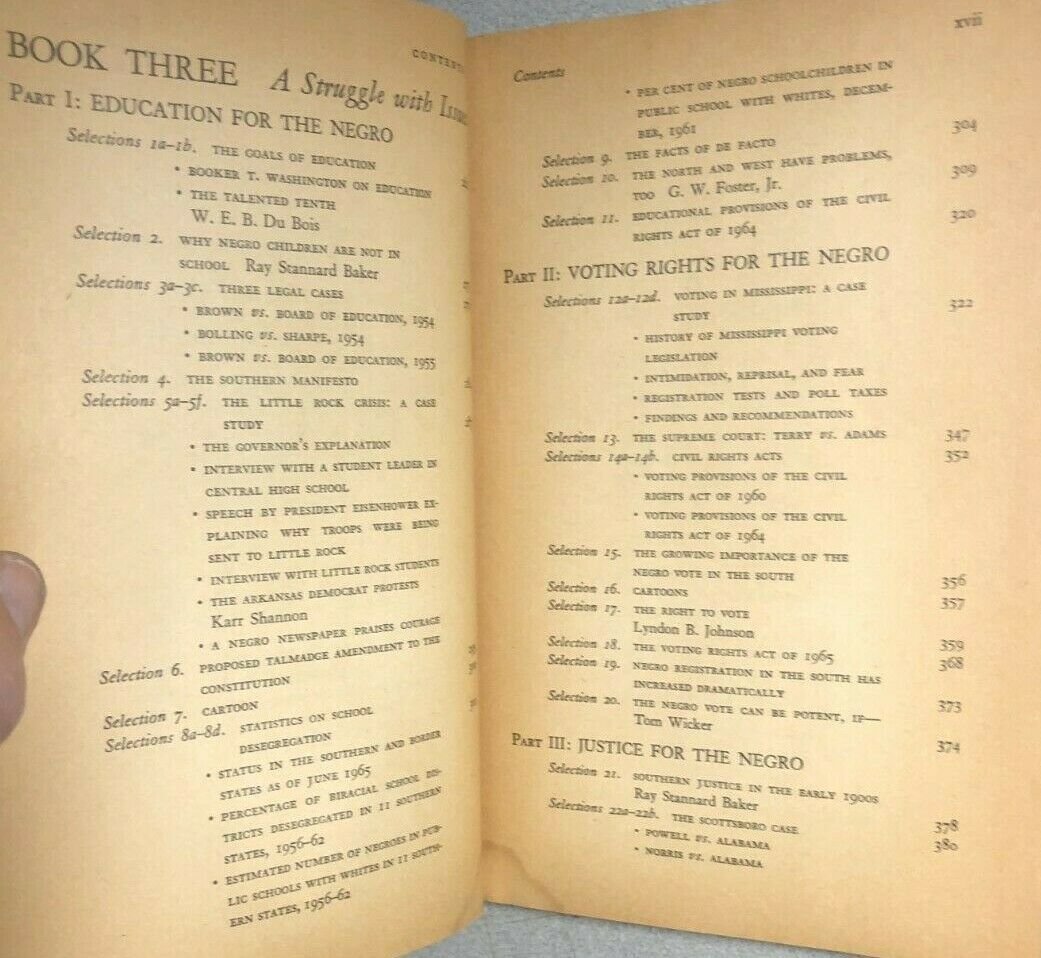 CONTENTS
BOOK THREE A Struggle with
PART I: EDUCATION FOR THE NEGRO
Selections 1a–1b. THE GOALS OF EDUCATION
• BOOKER T. WASHINGTON ON EDUCATION
• THE TALENTED TENTH
W. E. B. Du Bois
Selection 2. WHY NEGRO CHILDREN ARE NOT IN
SCHOOL Ray Stannard Baker
Selections 3a–3c. THREE LEGAL CASES
• BROWN vs. BOARD OF EDUCATION, 1954
• BOLLING vs. SHARPE, 1954
• BROWN vs. BOARD OF EDUCATION, 1955
Selection 4. THE SOUTHERN MANIFESTO
Selections 5a–5f. THE LITTLE ROCK CRISIS: A CASE
STUDY
• THE GOVERNOR'S EXPLANATION
• INTERVIEW WITH A STUDENT LEADER IN
CENTRAL HIGH SCHOOL
• SPEECH BY PRESIDENT EISENHOWER EX-
PLAINING WHY TROOPS WERE BEING
SENT TO LITTLE ROCK
• INTERVIEW WITH LITTLE ROCK STUDENTS
• THE ARKANSAS DEMOCRAT PROTESTS
Karr Shannon
• A NEGRO NEWSPAPER PRAISES COURAGE
Selection 6. PROPOSED TALMADGE AMENDMENT TO THE
CONSTITUTION
Selection 7. CARTOON
Selections 8a–8d. STATISTICS ON SCHOOL
DESEGREGATION
• STATUS IN THE SOUTHERN AND BORDER
STATES AS OF JUNE 1965
• PERCENTAGE OF BIRACIAL SCHOOL DIS-
TRICTS DESEGREGATED IN 11 SOUTHERN
STATES, 1956–62
• ESTIMATED NUMBER OF NEGROES IN PUB-
LIC SCHOOLS WITH WHITES IN 11 SOUTH-
ERN STATES, 1956–62
Contents xvii
• PER CENT OF NEGRO SCHOOLCHILDREN IN
PUBLIC SCHOOL WITH WHITES, DECEM-
BER, 1961 304
Selection 9. THE FACTS OF DE FACTO
Selection 10. THE NORTH AND WEST HAVE PROBLEMS, 309
TOO G. W. Foster, Jr.
Selection 11. EDUCATIONAL PROVISIONS OF THE CIVIL 320
RIGHTS ACT OF 1964
PART II: VOTING RIGHTS FOR THE NEGRO
Selections 12a–12d. VOTING IN MISSISSIPPI: A CASE 322
STUDY
• HISTORY OF MISSISSIPPI VOTING
LEGISLATION
• INTIMIDATION, REPRISAL, AND FEAR
• REGISTRATION TESTS AND POLL TAXES
• FINDINGS AND RECOMMENDATIONS
Selection 13. THE SUPREME COURT: TERRY vs. ADAMS 347
Selections 14a–14b. CIVIL RIGHTS ACTS 352
• VOTING PROVISIONS OF THE CIVIL
RIGHTS ACT OF 1960
• VOTING PROVISIONS OF THE CIVIL
RIGHTS ACT OF 1964
Selection 15. THE GROWING IMPORTANCE OF THE
NEGRO VOTE IN THE SOUTH 356
Selection 16. CARTOONS 357
Selection 17. THE RIGHT TO VOTE
Lyndon B. Johnson
Selection 18. THE VOTING RIGHTS ACT OF 1965 359
Selection 19. NEGRO REGISTRATION IN THE SOUTH HAS 368
INCREASED DRAMATICALLY
Selection 20. THE NEGRO VOTE CAN BE POTENT, IF— 373
Tom Wicker
PART III: JUSTICE FOR THE NEGRO 374
Selection 21. SOUTHERN JUSTICE IN THE EARLY 1900S
Ray Stannard Baker
Selections 22a–22b. THE SCOTTSBORO CASE 378
• POWELL vs. ALABAMA 380
• NORRIS vs. ALABAMA